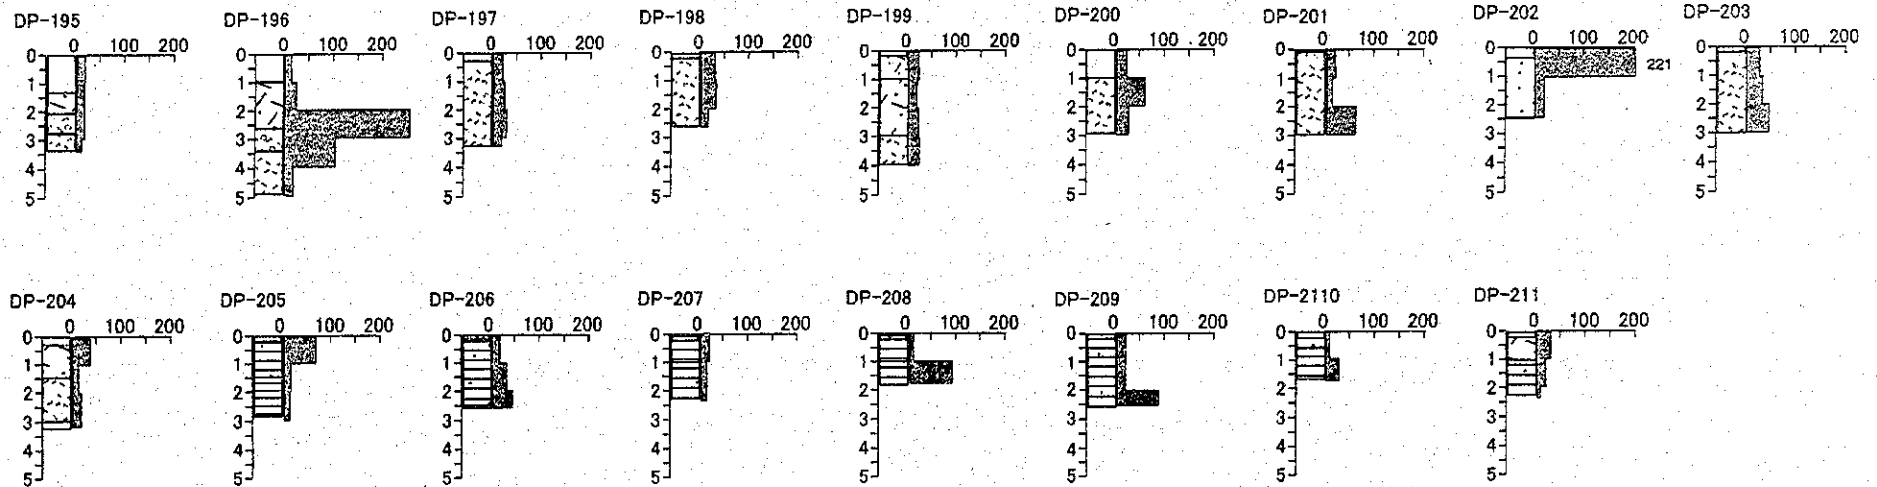 DP-195 DP-196 DP-197 DP-198 DP-199 DP-200 DP-201 DP-202 DP-203
0 100 200 0 100 200 0 100 200 0 100 200 0 100 200 0 100 200 0 100 200 0 100 200 0 100 200
0 0 0 0 0 0 0 0 0
221
1 1 1 1 1 1 1 1 1
2 2 2 2 2 2 2 2 2
3 3 3 3 3 3 3 3 3
4 4 4 4 4 4 4 4 4
5 5 5 5 5 5 5 5 5
DP-204 DP-205 DP-206 DP-207 DP-208 DP-209 DP-2110 DP-211
0 100 200 0 100 200 0 100 200 0 100 200 0 100 200 0 100 200 0 100 200 0 100 200
0 0 0 0 0 0 0 0
1 1 1 1 1 1 1 1
2 2 2 2 2 2 2 2
3 3 3 3 3 3 3 3
4 4 4 4 4 4 4 4
5 5 5 5 5 5 5 5